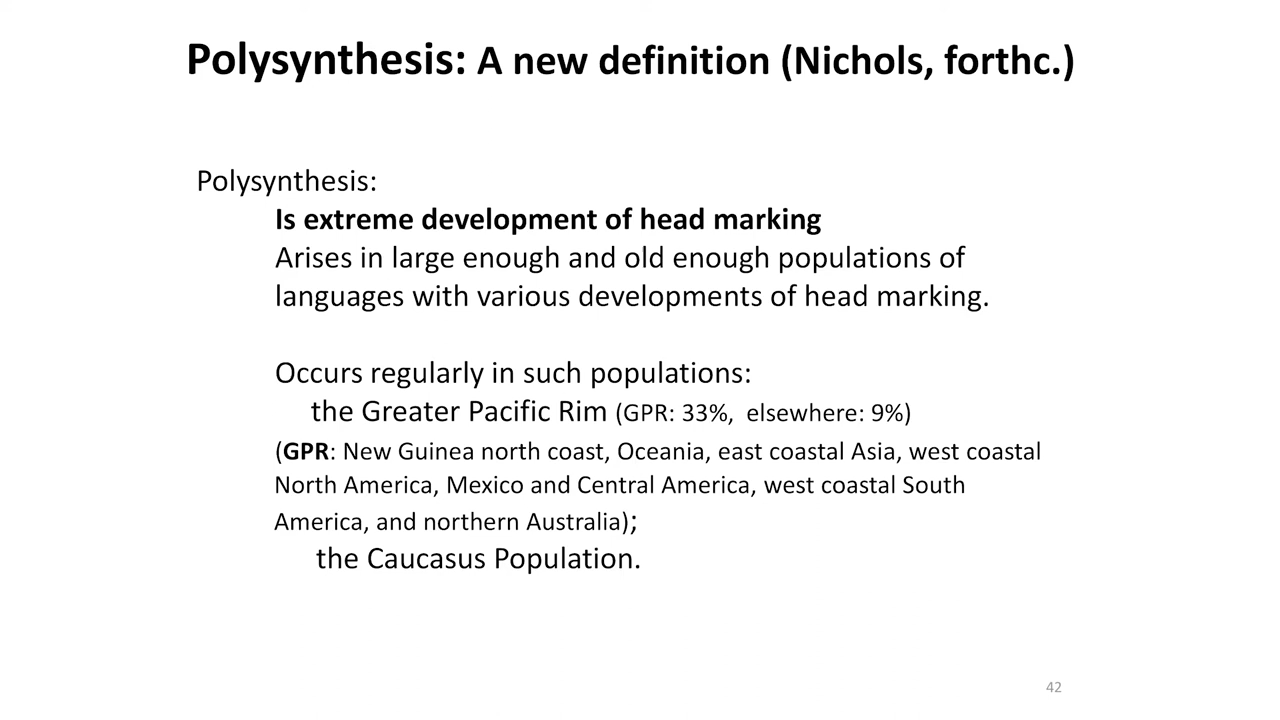 Polysynthesis: A new definition (Nichols, forthc.)
Polysynthesis:
Is extreme development of head marking
Arises in large enough and old enough populations of
languages with various developments of head marking.
Occurs regularly in such populations:
the Greater Pacific Rim (GPR: 33%, elsewhere: 9%)
(GPR: New Guinea north coast, Oceania, east coastal Asia, west coastal
North America, Mexico and Central America, west coastal South
America, and northern Australia);
the Caucasus Population.
42